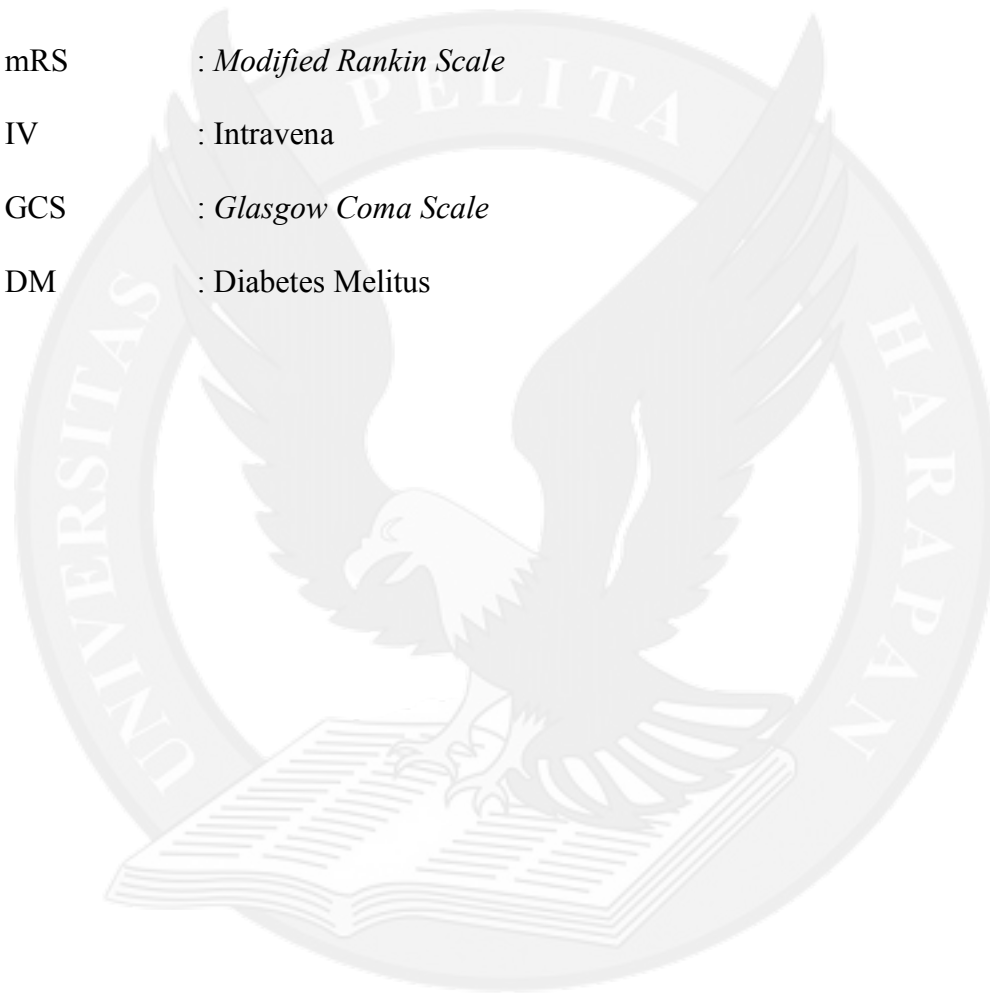 mRS : Modified Rankin Scale
IV : Intravena
GCS : Glasgow Coma Scale
DM : Diabetes Melitus
UNIVERSITAS PELITA HARAPAN